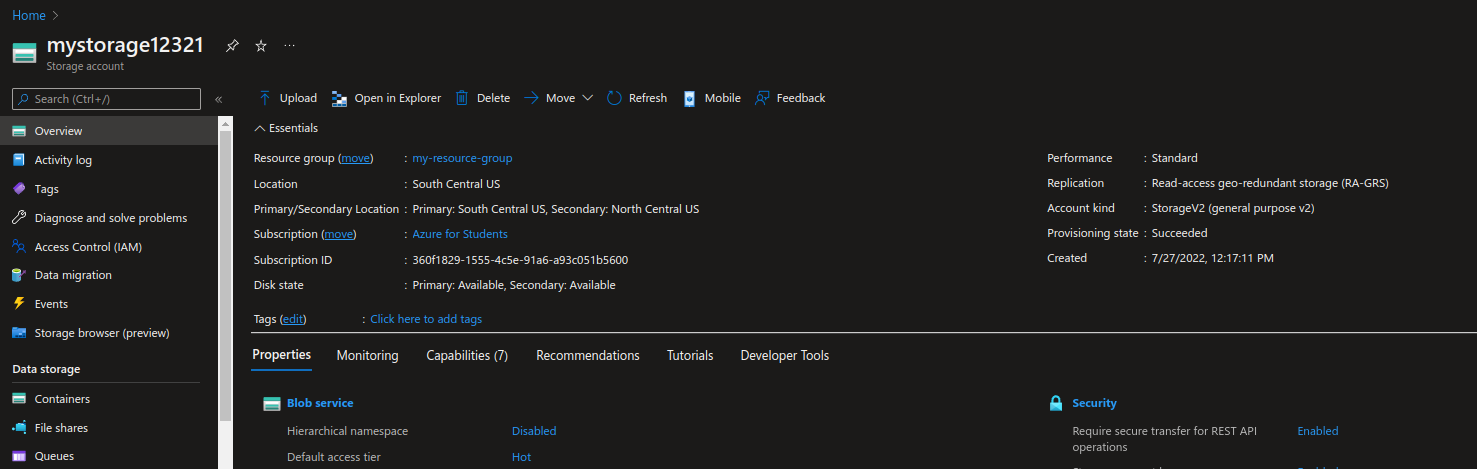 Home >
mystorage12321 ...
Storage account
Search (Ctrl+/) «
Overview
Activity log
Tags
Diagnose and solve problems
Access Control (IAM)
Data migration
Events
Storage browser (preview)
Data storage
Containers
File shares
Queues
Upload Open in Explorer Delete Move Refresh Mobile Feedback
Essentials
Resource group (move) : my-resource-group
Location : South Central US
Primary/Secondary Location : Primary: South Central US, Secondary: North Central US
Subscription (move) : Azure for Students
Subscription ID : 360f1829-1555-4c5e-91a6-a93c051b5600
Disk state : Primary: Available, Secondary: Available
Tags (edit) : Click here to add tags
Performance : Standard
Replication : Read-access geo-redundant storage (RA-GRS)
Account kind : StorageV2 (general purpose v2)
Provisioning state : Succeeded
Created : 7/27/2022, 12:17:11 PM
Properties Monitoring Capabilities (7) Recommendations Tutorials Developer Tools
Blob service
Hierarchical namespace Disabled
Default access tier Hot
Security
Require secure transfer for REST API Enabled
operations